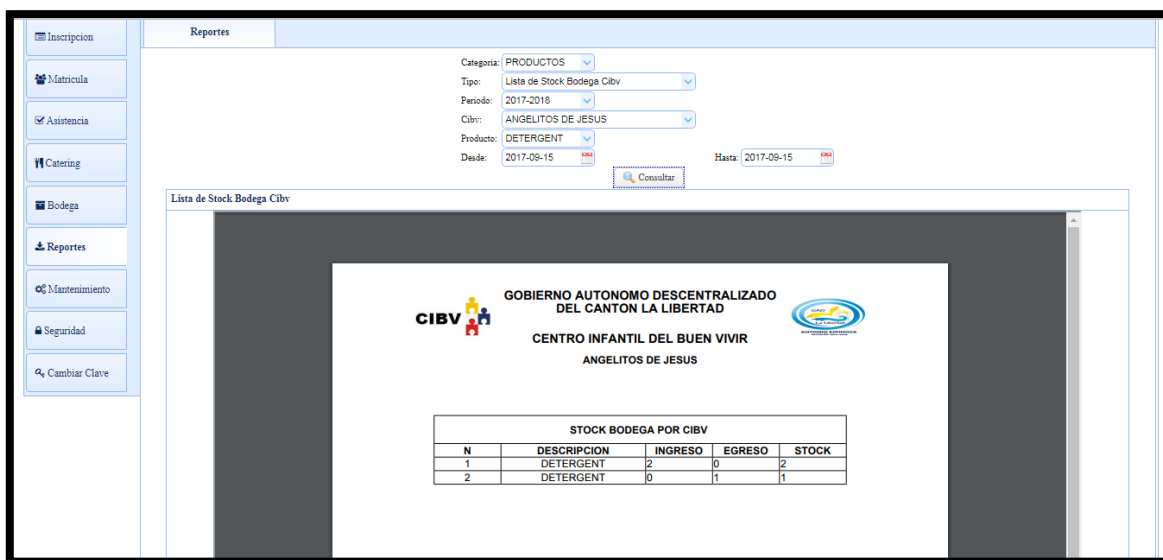 Inscripcion
Matricula
Asistencia
Catering
Bodega
Reportes
Mantenimiento
Seguridad
Cambiar Clave
Reportes
Categoria: PRODUCTOS
Tipo: Lista de Stock Bodega Cibv
Periodo: 2017-2018
Cibv: ANGELITOS DE JESUS
Producto: DETERGENT
Desde: 2017-09-15 Hasta: 2017-09-15
Consultar
Lista de Stock Bodega Cibv
CIBV
GOBIERNO AUTONOMO DESCENTRALIZADO
DEL CANTON LA LIBERTAD
CENTRO INFANTIL DEL BUEN VIVIR
ANGELITOS DE JESUS
GAD
La Libertad
STOCK BODEGA POR CIBV
N DESCRIPCION INGRESO EGRESO STOCK
1 DETERGENT 2 0 2
2 DETERGENT 0 1 1